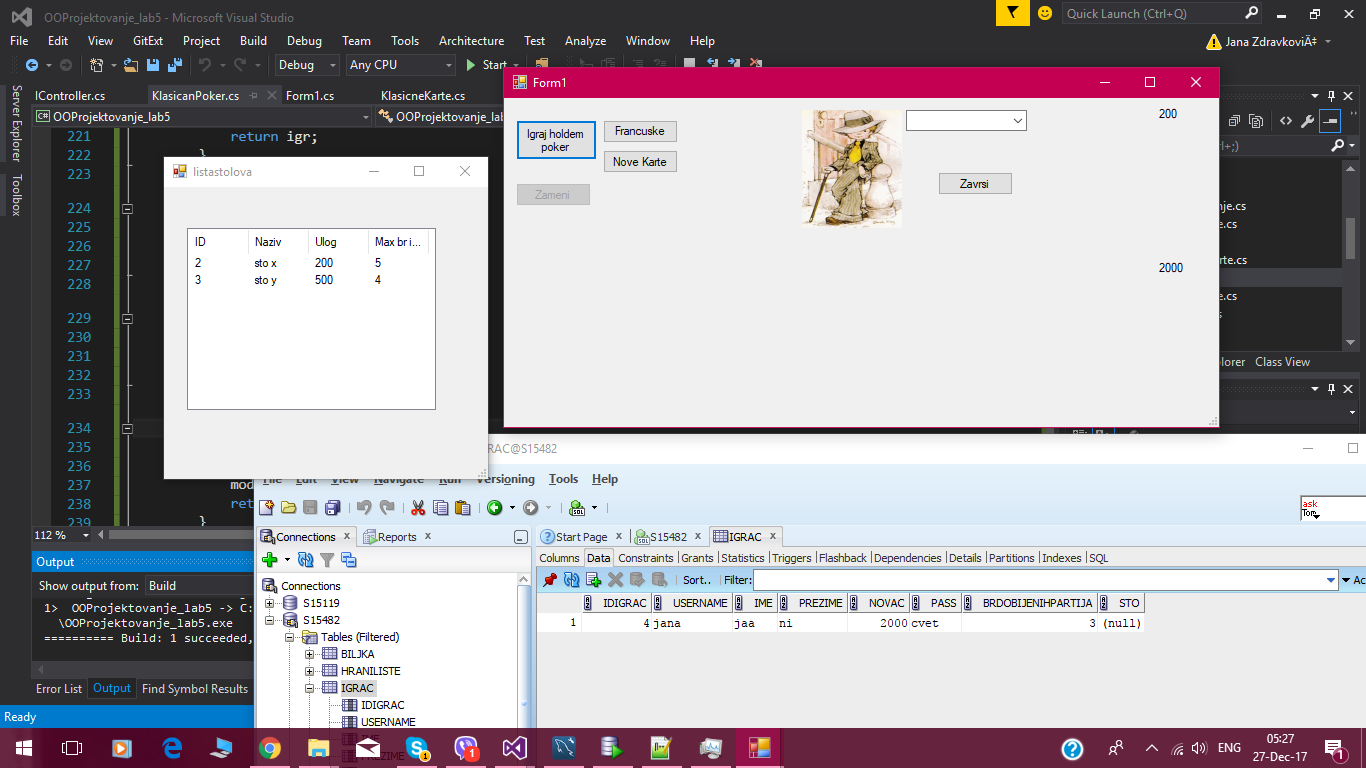 OOProjektovanje_lab5 - Microsoft Visual Studio
Quick Launch (Ctrl+Q)
File Edit View GitExt Project Build Debug Team Tools Architecture Test Analyze Window Help
Jana ZdravkoviÄ‡
Debug Any CPU Start
Server Explorer
Toolbox
IController.cs KlasicanPoker.cs Form1.cs KlasicneKarte.cs
OOProjektovanje_lab5
221 return igr;
222 }
223
224
225
226
227
228
229
230
231
232
233
234
235
236
237 mod
238 ret
239 }
112 %
listastolova
ID Naziv Ulog Max br i...
2 sto x 200 5
3 sto y 500 4
Form1
Igraj holdem
poker
Francuske
Nove Karte
Zameni
Zavrsi
200
2000
Class View
Output
Show output from: Build
1> OOProjektovanje_lab5 -> C:
\OOProjektovanje_lab5.exe
========== Build: 1 succeeded,
Error List Output Find Symbol Results
Ready
RAC@S15482
File Edit View Navigate Run Versioning Tools Help
ask
Tom
Connections Reports
Connections
S15119
S15482
Tables (Filtered)
BILJKA
HRANILISTE
IGRAC
IDIGRAC
USERNAME
IME
PREZIME
Start Page S15482 IGRAC
Columns Data Constraints Grants Statistics Triggers Flashback Dependencies Details Partitions Indexes SQL
Sort.. Filter: Ac
IDIGRAC USERNAME IME PREZIME NOVAC PASS BRDOBIJENIHPARTIJA STO
1 4 jana jaa ni 2000 cvet 3 (null)
ENG
05:27
27-Dec-17